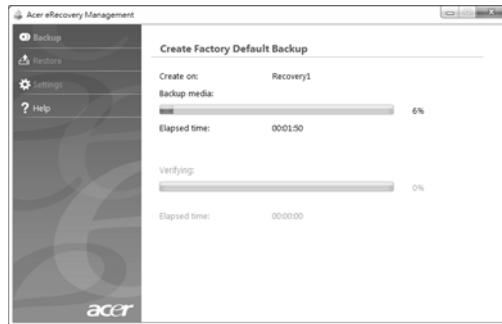 Acer eRecovery Management
Backup
Restore
Settings
? Help
Create Factory Default Backup
Create on: Recovery1
Backup media:
6%
Elapsed time: 00:01:50
Verifying:
0%
Elapsed time: 00:00:00
acer